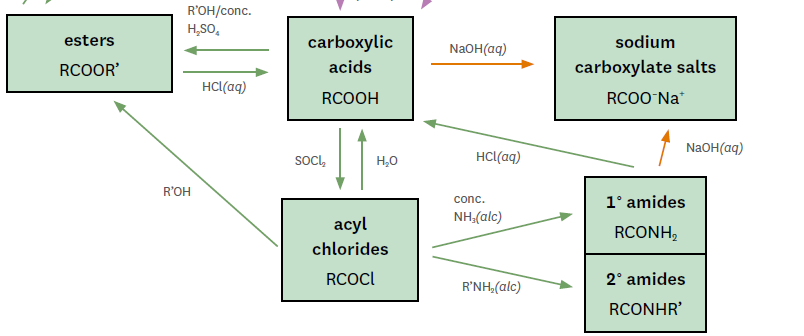 R’OH/conc.
H₂SO₄
esters
RCOOR’
HCl(aq)
carboxylic
acids
RCOOH
NaOH(aq)
sodium
carboxylate salts
RCOO⁻Na⁺
SOCl₂
H₂O
HCl(aq)
NaOH(aq)
R’OH
acyl
chlorides
RCOCl
conc.
NH₃(alc)
R’NH₂(alc)
1° amides
RCONH₂
2° amides
RCONHR’